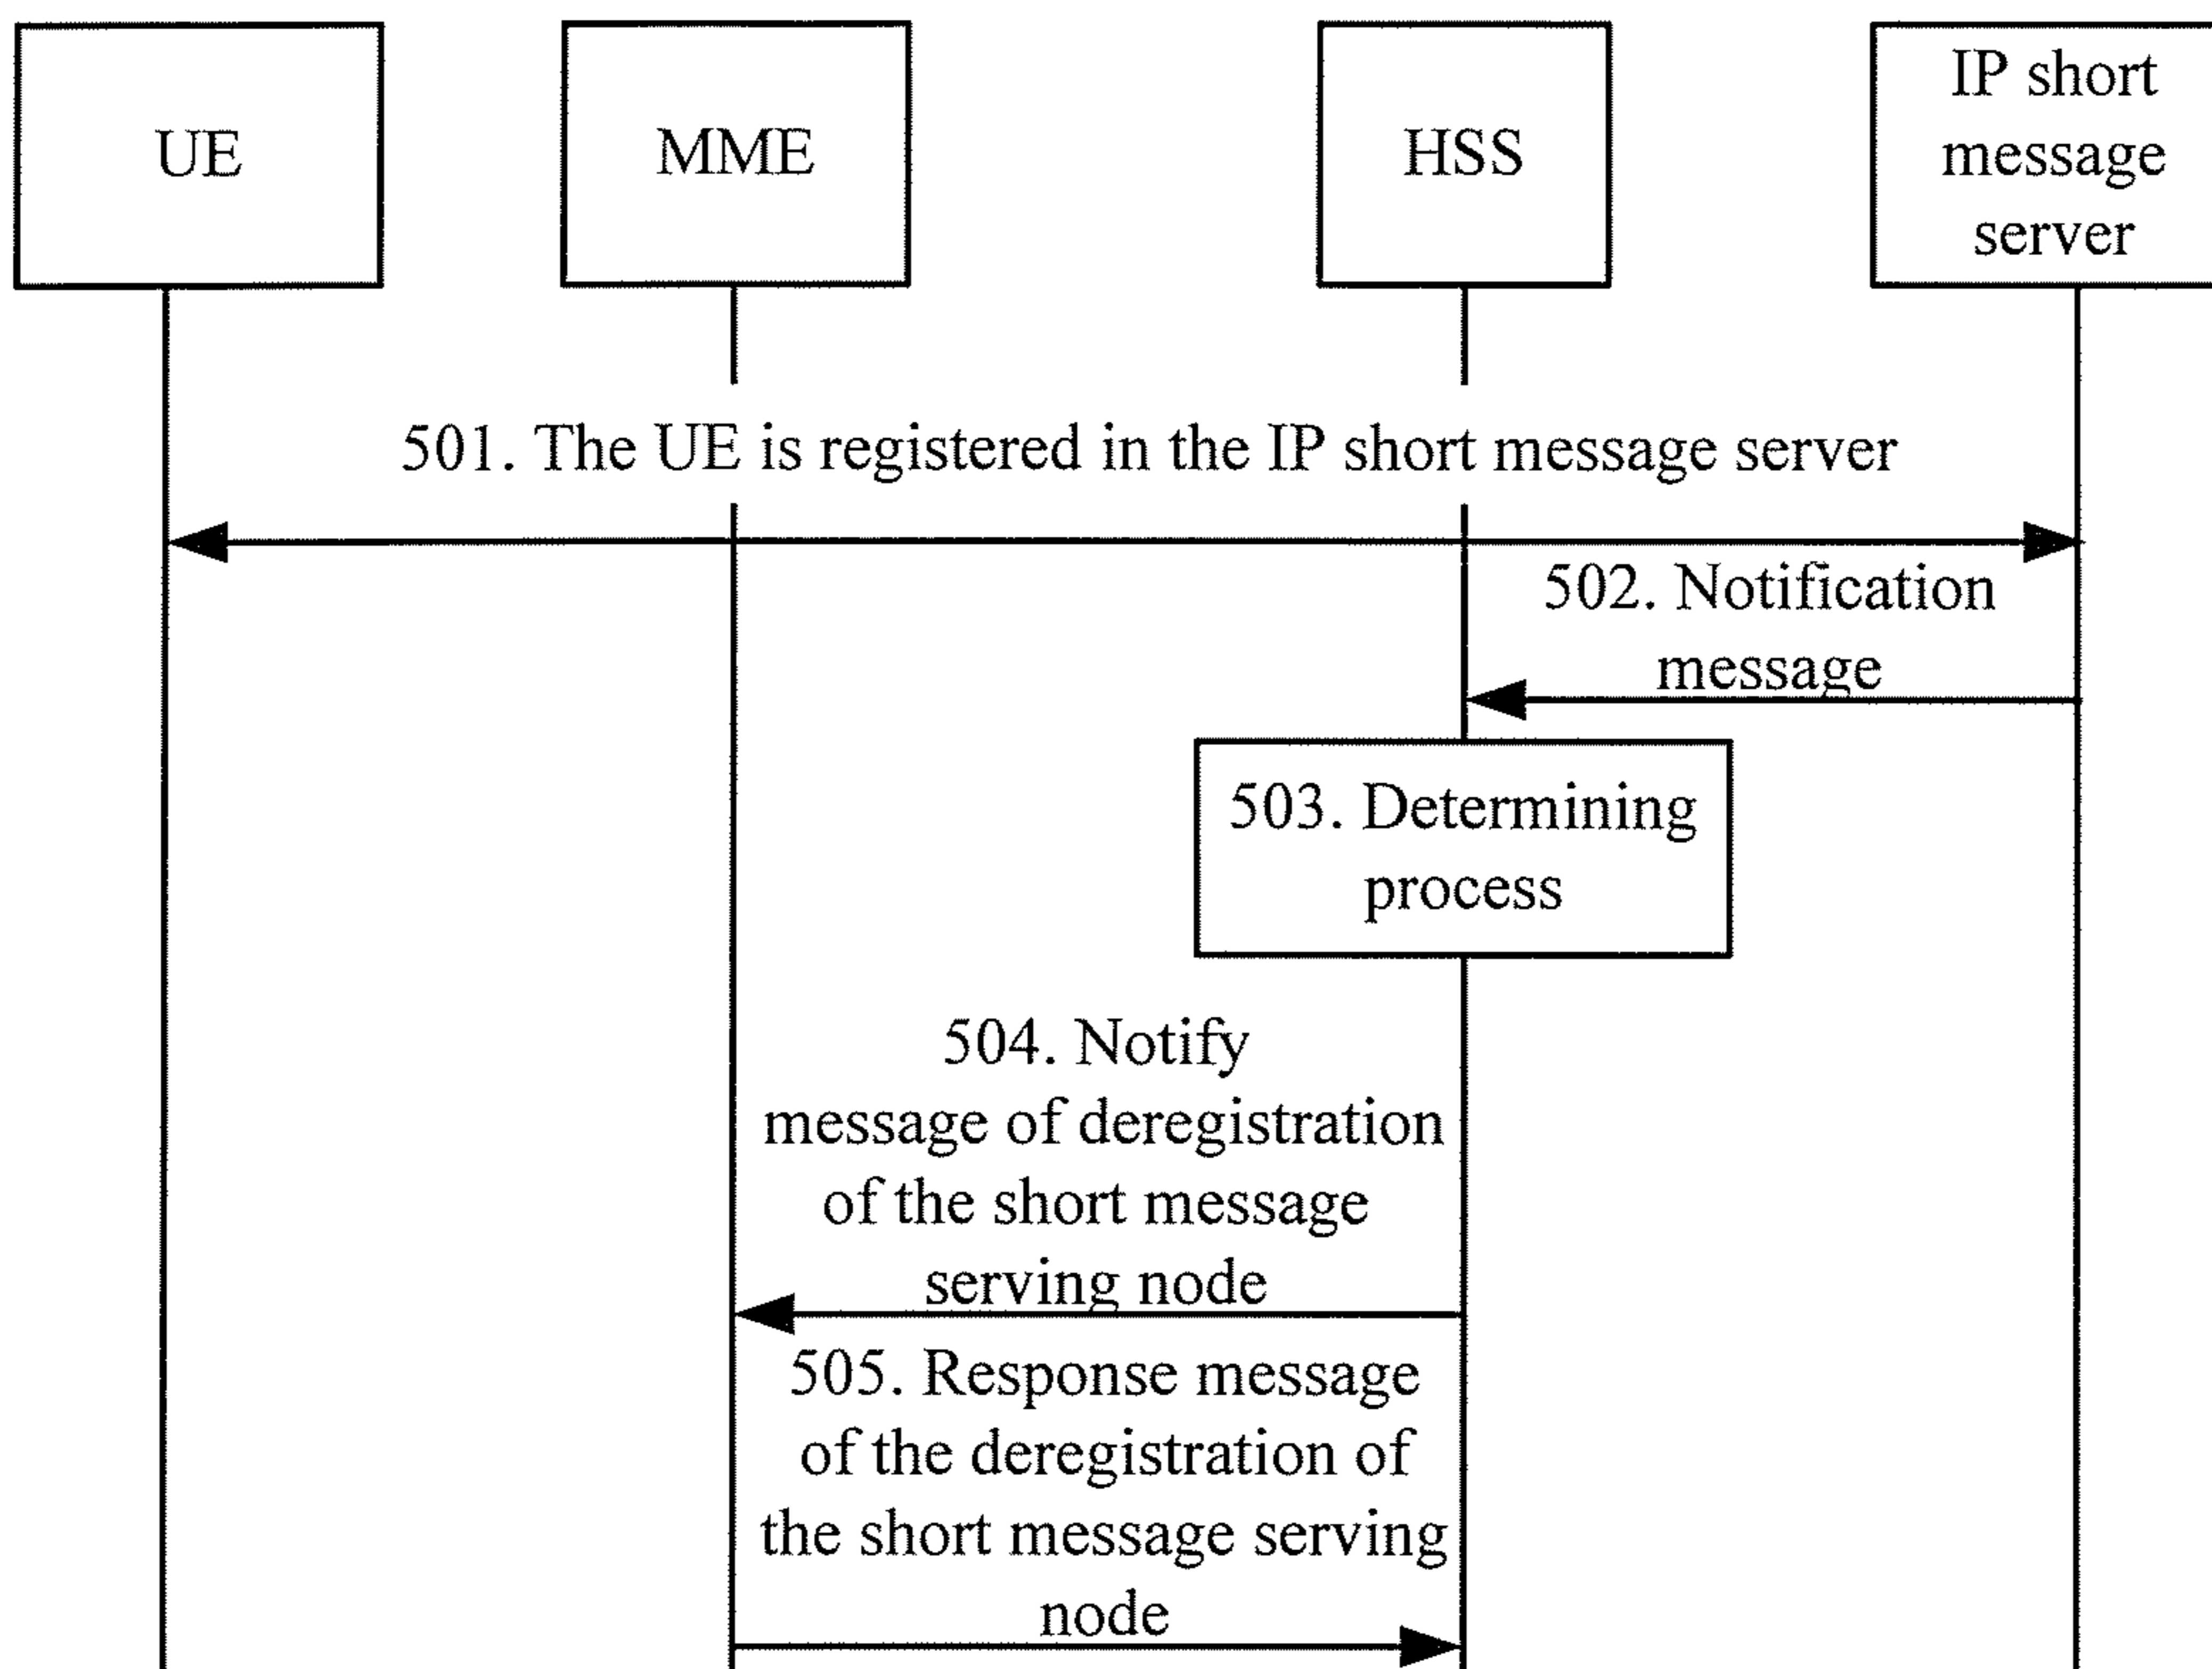 UE
MME
HSS
IP short
message
server
501. The UE is registered in the IP short message server
502. Notification
message
503. Determining
process
504. Notify
message of deregistration
of the short message
serving node
505. Response message
of the deregistration of
the short message serving
node